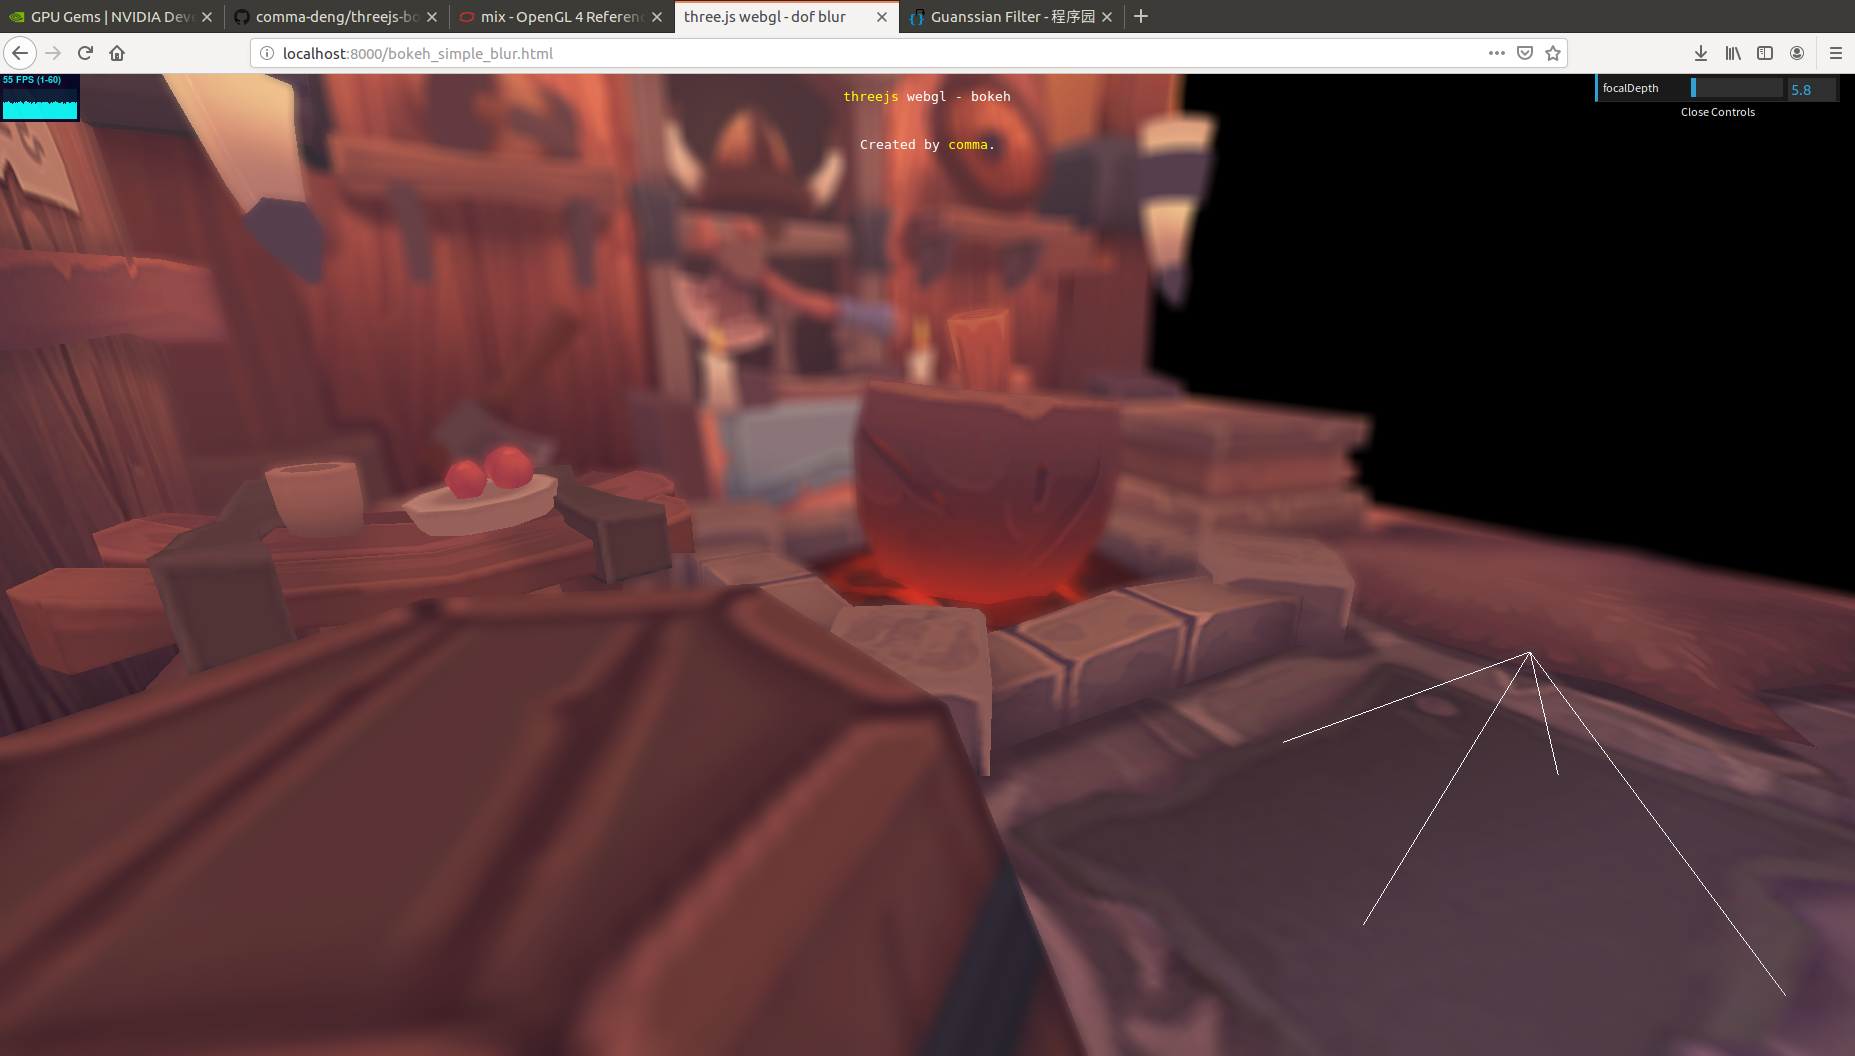 GPU Gems | NVIDIA Dev
comma-deng/threejs-bo
mix - OpenGL 4 Referen
three.js webgl - dof blur
Guanssian Filter - 程序园
localhost:8000/bokeh_simple_blur.html
55 FPS (1-60)
threejs webgl - bokeh
Created by comma.
focalDepth 5.8
Close Controls